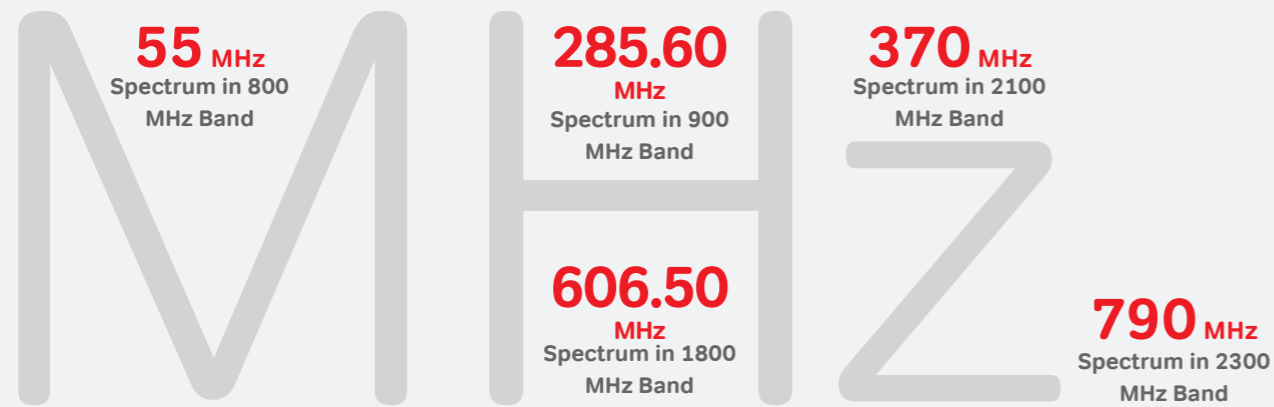 MHz
55 MHz
Spectrum in 800
MHz Band
285.60
MHz
Spectrum in 900
MHz Band
606.50
MHz
Spectrum in 1800
MHz Band
370 MHz
Spectrum in 2100
MHz Band
790 MHz
Spectrum in 2300
MHz Band